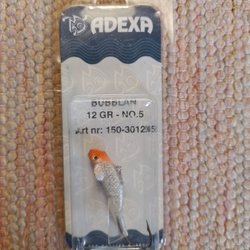 ADEXA
BUBBLAN
12 GR - NO.5
Art nr: 150-3012